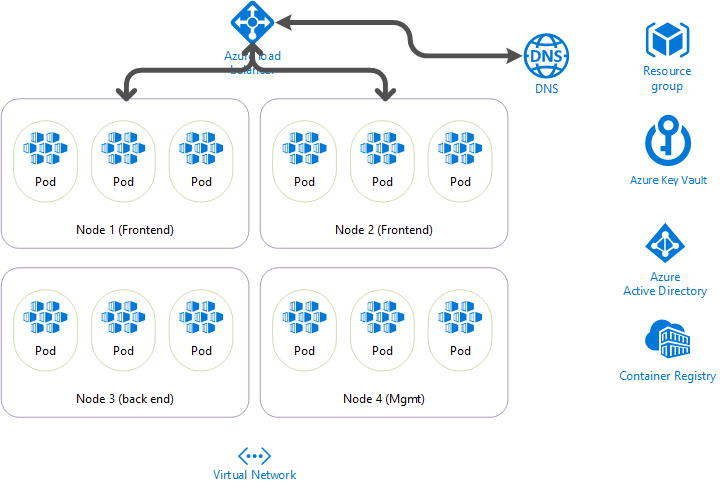 Azure load
balancer
DNS
DNS
Resource
group
Azure Key Vault
Pod
Pod
Pod
Node 1 (Frontend)
Pod
Pod
Pod
Node 2 (Frontend)
Azure
Active Directory
Pod
Pod
Pod
Node 3 (back end)
Pod
Pod
Pod
Node 4 (Mgmt)
Container Registry
Virtual Network